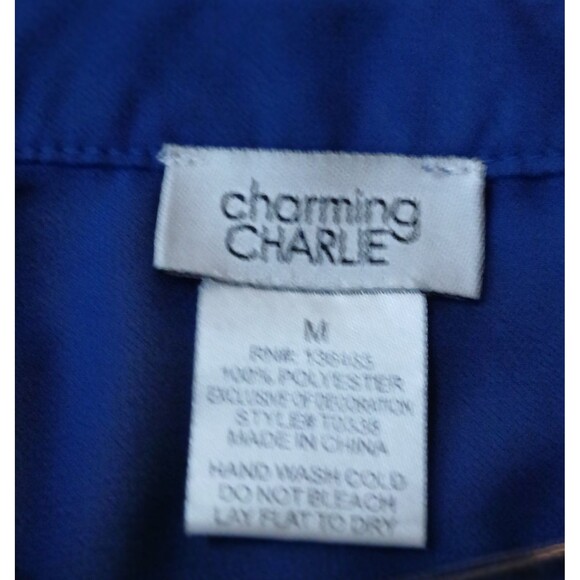 charming
CHARLIE
M
RN#:
100% POLYESTER
EXCLUSIVE OF DECORATION
STYLE#
MADE IN CHINA
HAND WASH COLD
DO NOT BLEACH
LAY FLAT TO DRY